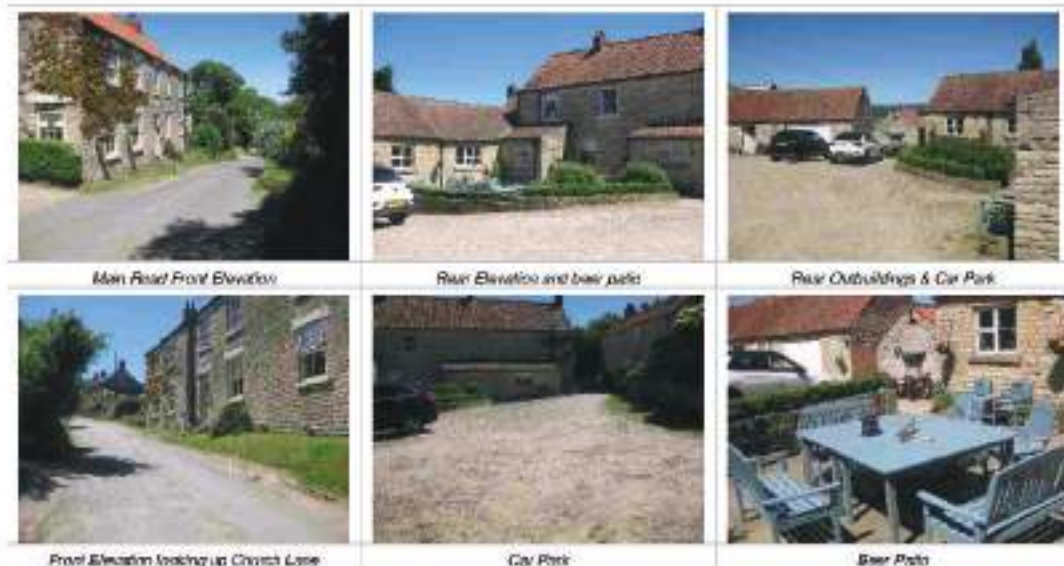 Main Road Front Elevation
Rear Elevation and beer patio
Rear Outbuildings & Car Park
Front Elevation looking up Church Lane
Car Park
Beer Patio